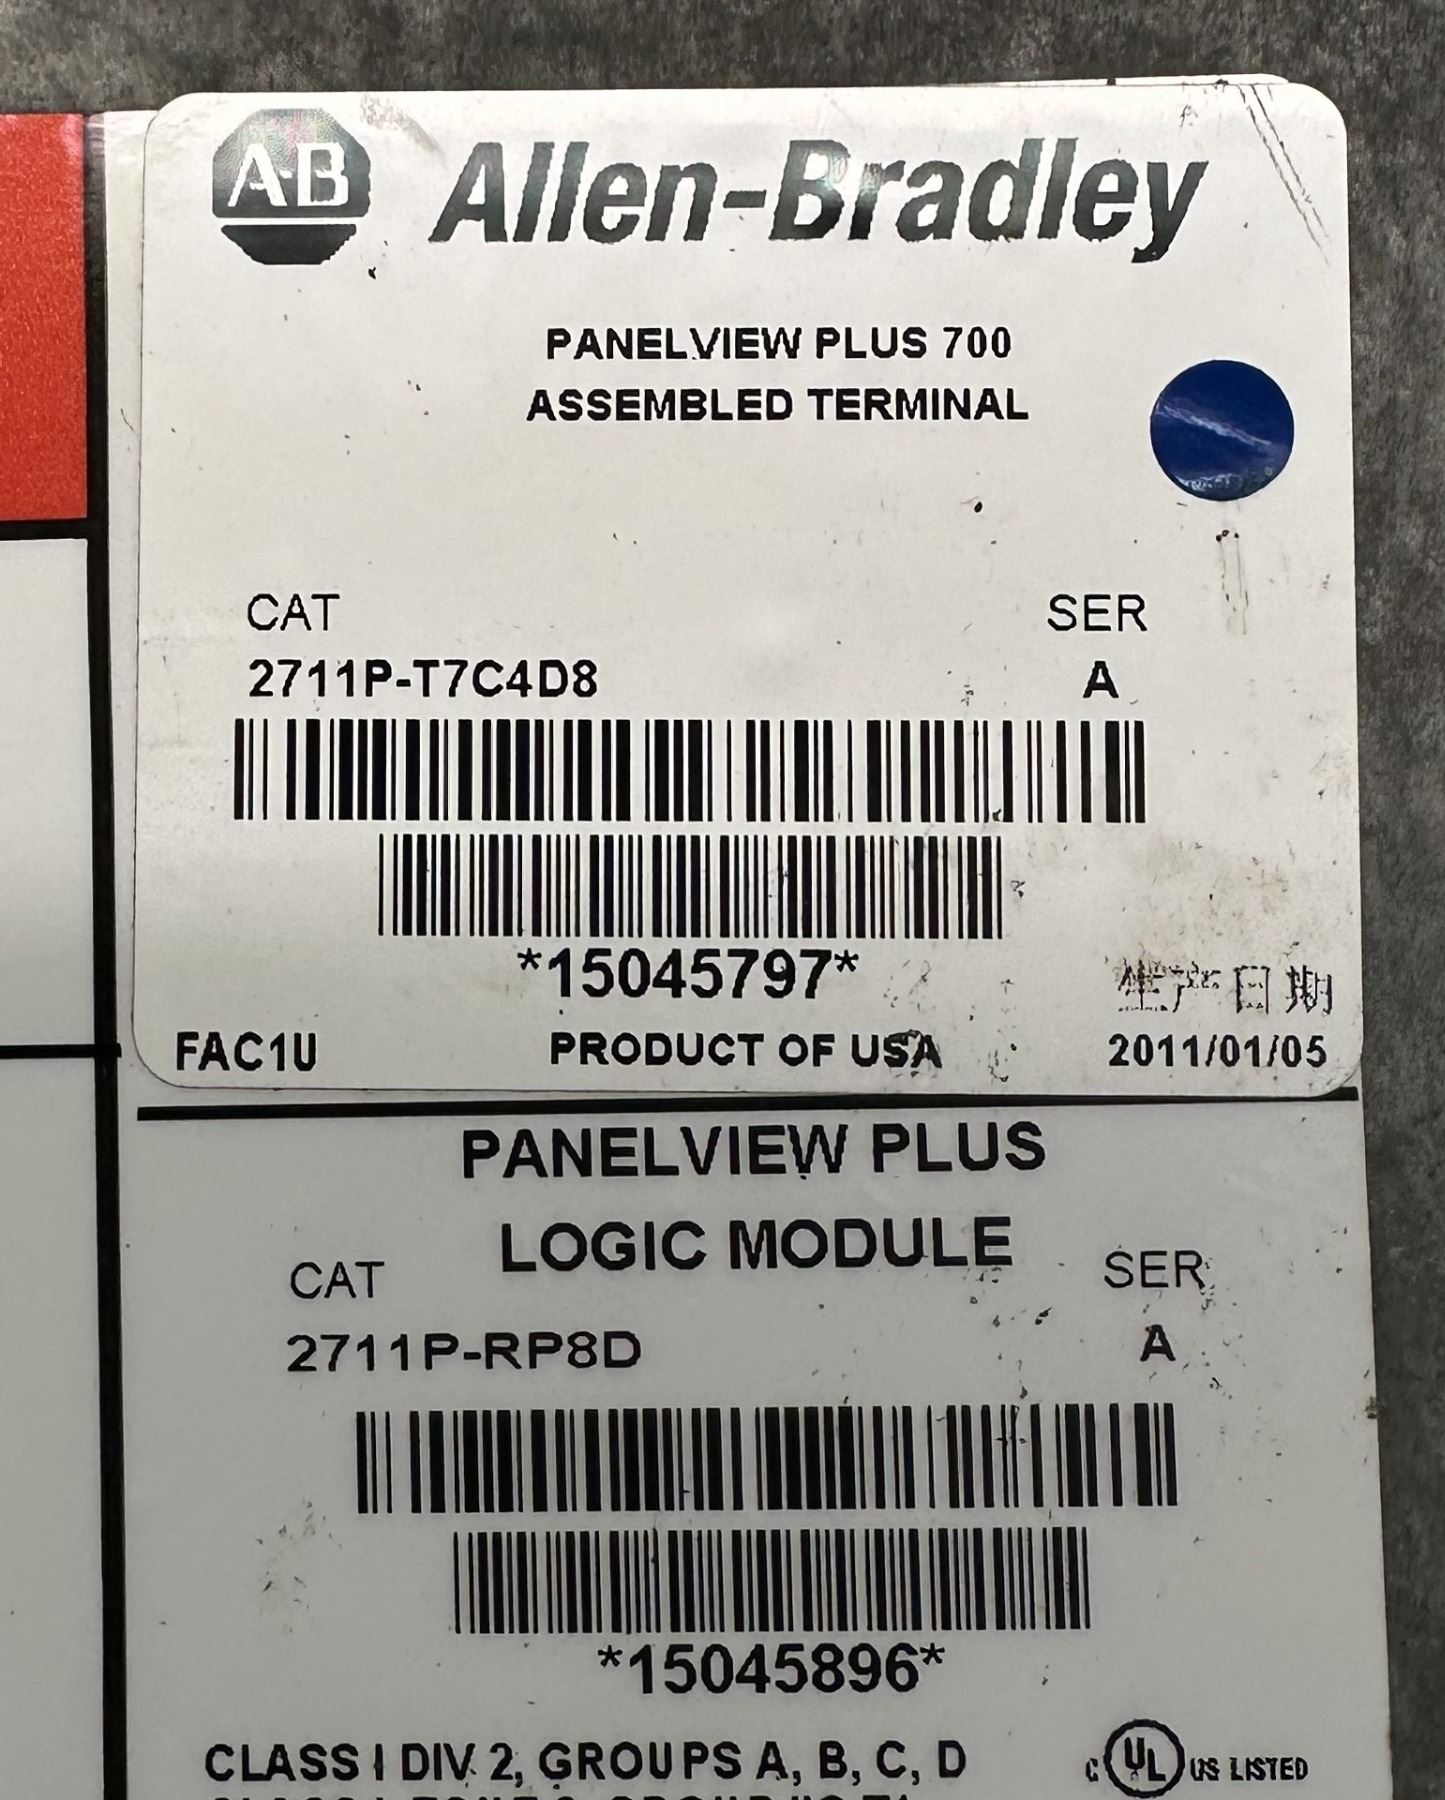 AB Allen-Bradley
PANELVIEW PLUS 700
ASSEMBLED TERMINAL
CAT SER
2711P-T7C4D8 A
*15045797*
生产日期
FAC1U PRODUCT OF USA 2011/01/05
PANELVIEW PLUS
LOGIC MODULE
CAT SER
2711P-RP8D A
*15045896*
CLASS I DIV 2, GROUPS A, B, C, D
C UL US LISTED